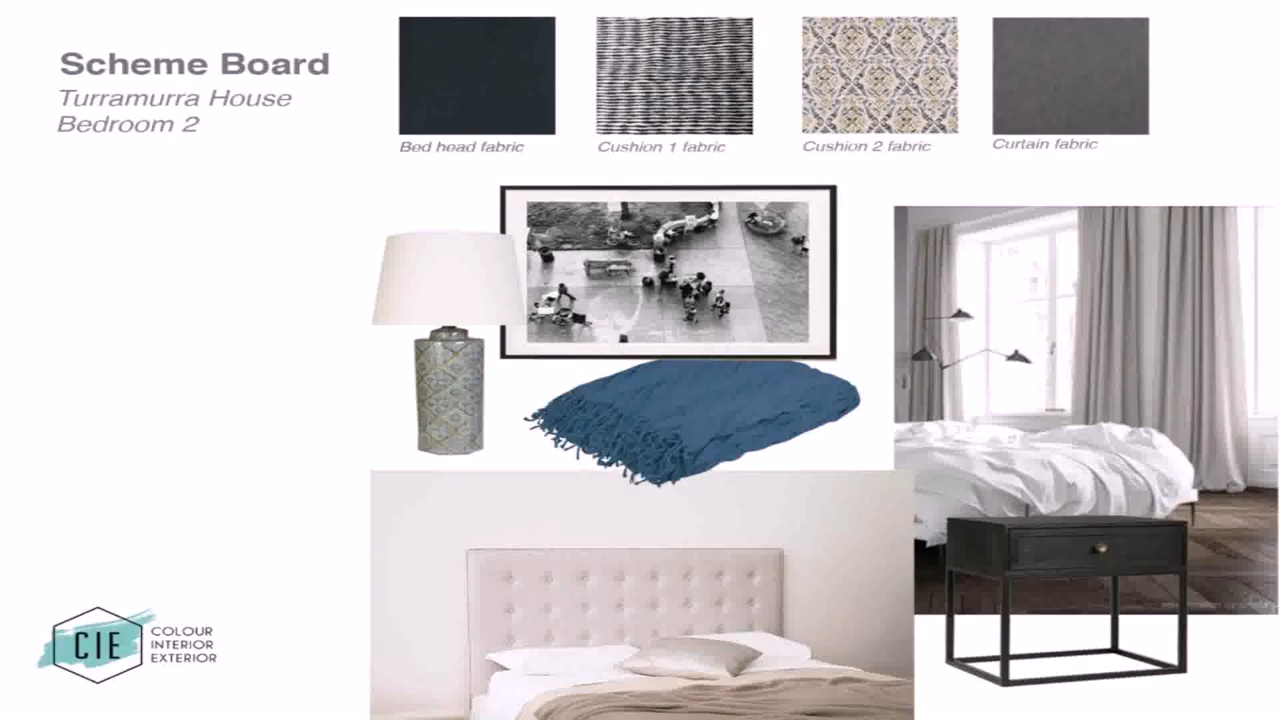 Scheme Board
Turramurra House
Bedroom 2
Bed head fabric
Cushion 1 fabric
Cushion 2 fabric
Curtain fabric
CIE
COLOUR
INTERIOR
EXTERIOR